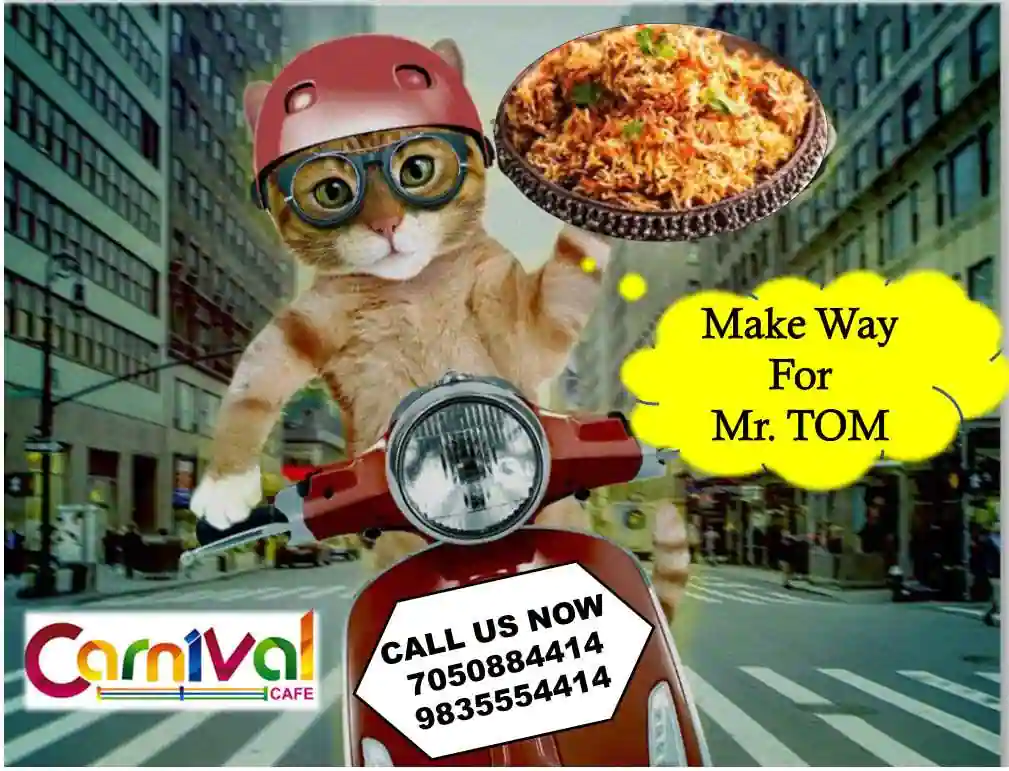 Make Way
For
Mr. TOM
CALL US NOW
7050884414
9835554414
Carnival
CAFE